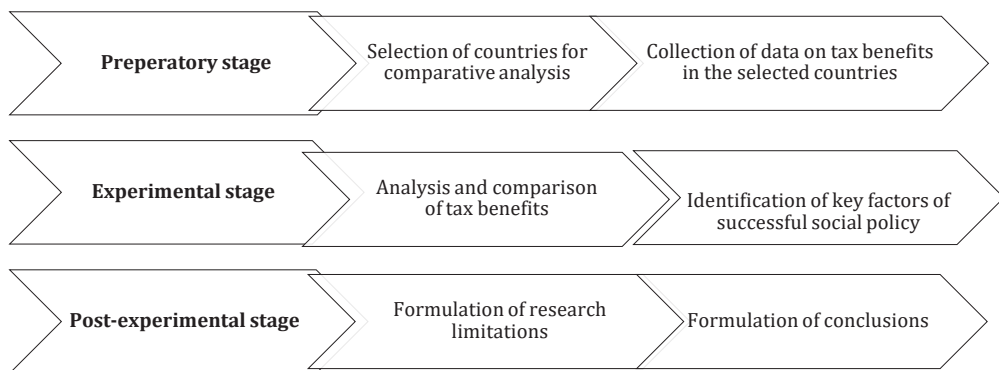 Preperatory stage
Selection of countries for
comparative analysis
Collection of data on tax benefits
in the selected countries
Experimental stage
Analysis and comparison
of tax benefits
Identification of key factors of
successful social policy
Post-experimental stage
Formulation of research
limitations
Formulation of conclusions